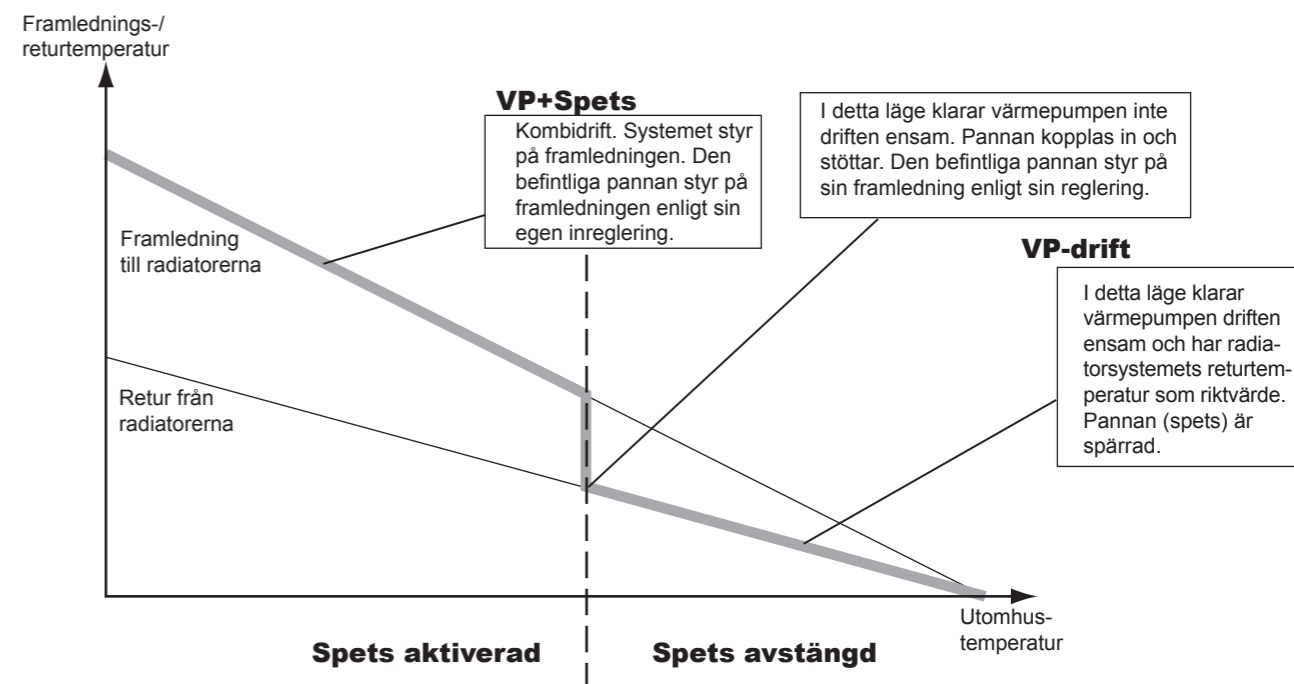 Framlednings-/
returtemperatur
VP+Spets
Kombidrift. Systemet styr
på framledningen. Den
befintliga pannan styr på
framledningen enligt sin
egen inreglering.
I detta läge klarar värmepumpen inte
driften ensam. Pannan kopplas in och
stöttar. Den befintliga pannan styr på
sin framledning enligt sin reglering.
VP-drift
I detta läge klarar
värmepumpen driften
ensam och har radia-
torsystemets returtem-
peratur som riktvärde.
Pannan (spets) är
spärrad.
Framledning
till radiatorerna
Retur från
radiatorerna
Utomhus-
temperatur
Spets aktiverad
Spets avstängd